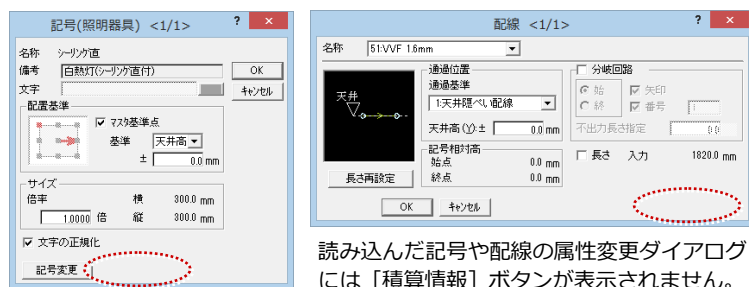 記号(照明器具) <1/1>
? ×
名称 シーリング直
備考 白熱灯(シーリング直付)
OK
文字
キャンセル
配置基準
マスク基準点
基準 天井高
± 0.0 mm
サイズ
倍率 横 300.0 mm
1.0000 倍 縦 300.0 mm
文字の正規化
記号変更
配線 <1/1>
? ×
名称 51:VVF 1.6mm
天井
長さ再設定
通過位置
通過基準
1:天井隠ぺい配線
天井高(Y):± 0.0 mm
記号相対高
始点 0.0 mm
終点 0.0 mm
分岐回路
始 矢印
終 番号 1
不出力長さ指定 0.0
長さ 入力 1820.0 mm
OK キャンセル
読み込んだ記号や配線の属性変更ダイアログ
には［積算情報］ボタンが表示されません。